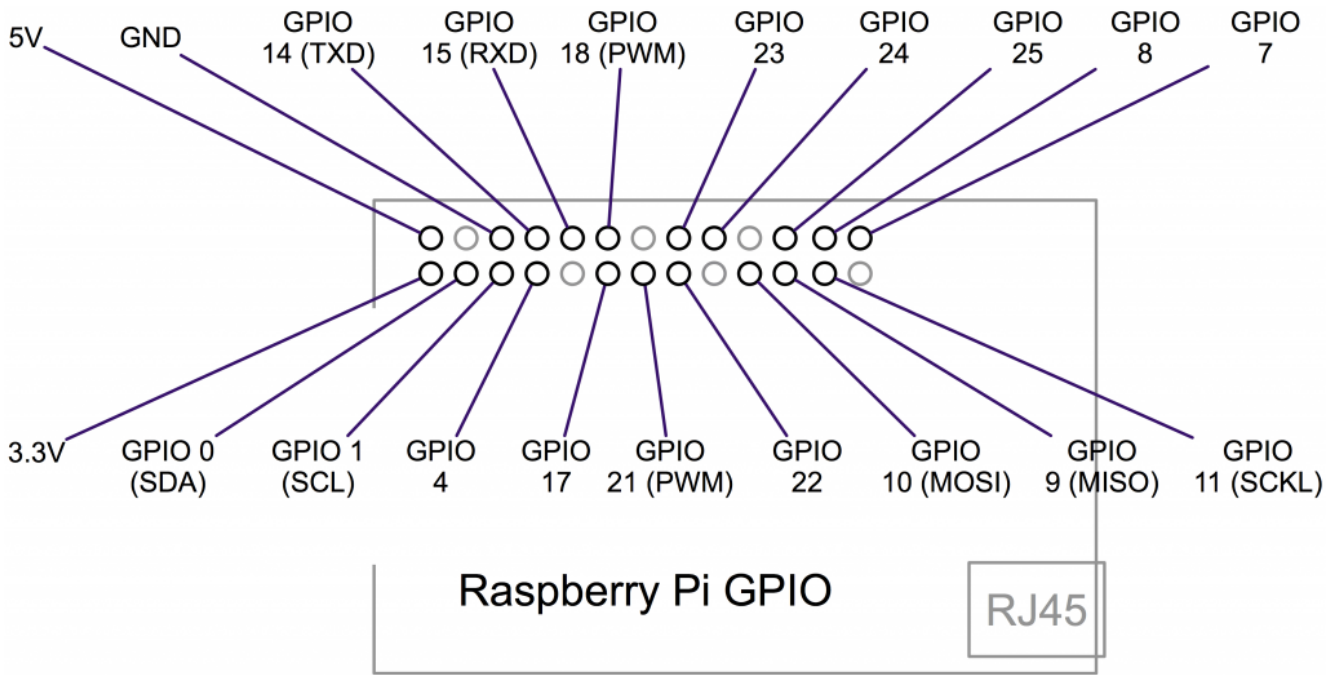 5V
GND
GPIO
14 (TXD)
GPIO
15 (RXD)
GPIO
18 (PWM)
GPIO
23
GPIO
24
GPIO
25
GPIO
8
GPIO
7
3.3V
GPIO 0
(SDA)
GPIO 1
(SCL)
GPIO
4
GPIO
17
GPIO
21 (PWM)
GPIO
22
GPIO
10 (MOSI)
GPIO
9 (MISO)
GPIO
11 (SCKL)
Raspberry Pi GPIO
RJ45